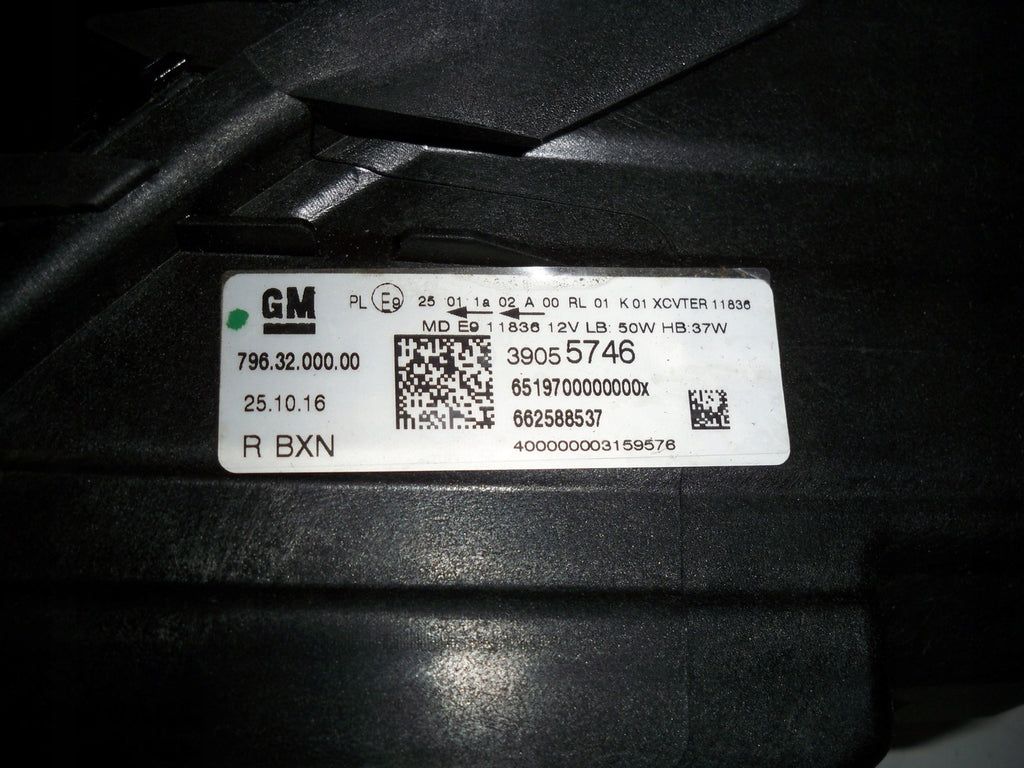 GM
PL E9 25 01 1a 02 A 00 RL 01 K 01 XCVTER 11836
MD E9 11836 12V LB: 50W HB:37W
796.32.000.00
3905 5746
25.10.16
6519700000000x
662588537
R BXN
400000003159576